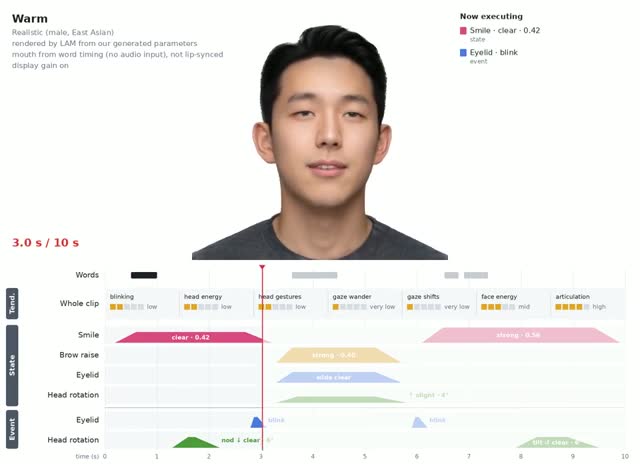 Warm
Realistic (male, East Asian)
rendered by LAM from our generated parameters
mouth from word timing (no audio input), not lip-synced
display gain on
Now executing
Smile · clear · 0.42
state
Eyelid · blink
event
3.0 s / 10 s
Words
Tend.
Whole clip
blinking
low
head energy
low
head gestures
low
gaze wander
very low
gaze shifts
very low
face energy
mid
articulation
high
State
Smile
clear · 0.42
strong · 0.56
Brow raise
strong · 0.40
Eyelid
wide clear
Head rotation
↑ slight · 4°
Event
Eyelid
blink
blink
Head rotation
nod ↓ clear · 6°
time (s)
0 1 2 3 4 5 6 7 8 9 10